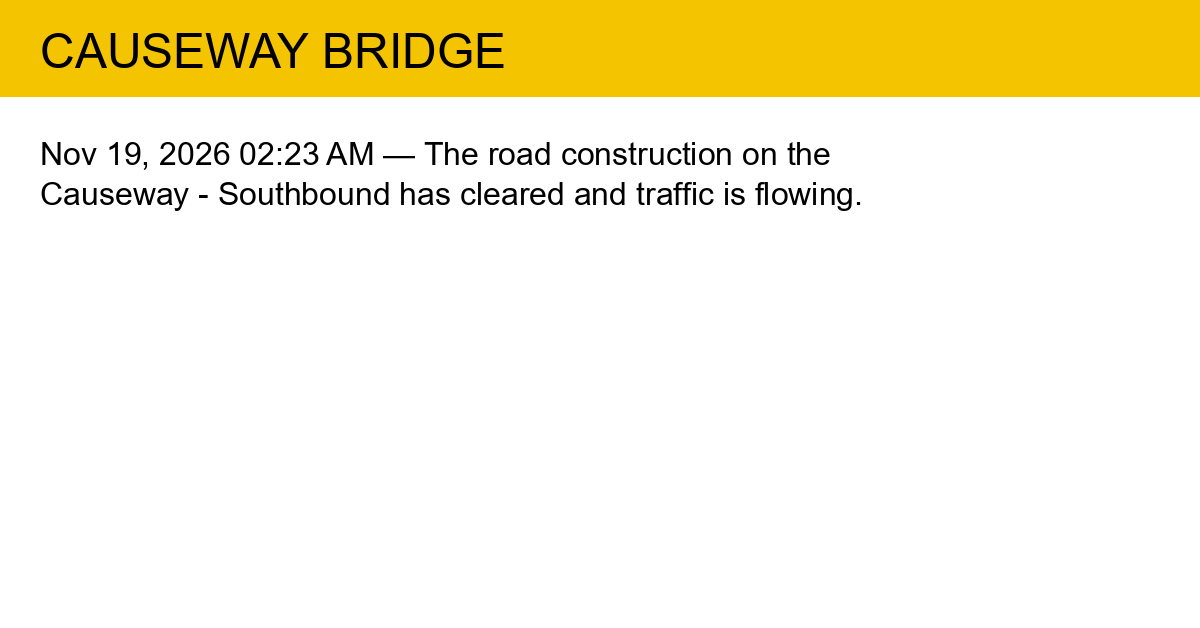 CAUSEWAY BRIDGE
Nov 19, 2026 02:23 AM — The road construction on the
Causeway - Southbound has cleared and traffic is flowing.